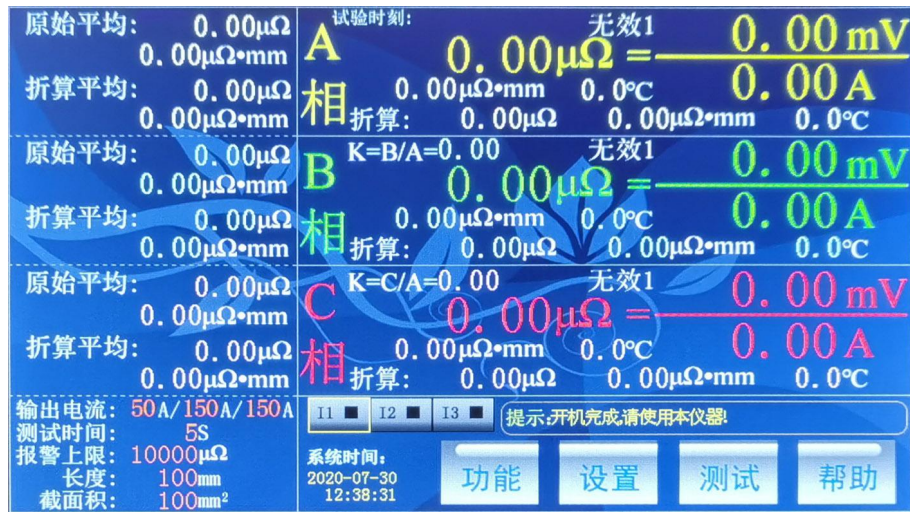 原始平均: 0.00μΩ
0.00μΩ•mm
折算平均: 0.00μΩ
0.00μΩ•mm
A相
试验时刻: 无效1
0.00μΩ = 0.00mV
0.00A
0.00μΩ•mm 0.0℃
折算: 0.00μΩ 0.00μΩ•mm 0.0℃
原始平均: 0.00μΩ
0.00μΩ•mm
折算平均: 0.00μΩ
0.00μΩ•mm
B相
K=B/A=0.00 无效1
0.00μΩ = 0.00mV
0.00A
0.00μΩ•mm 0.0℃
折算: 0.00μΩ 0.00μΩ•mm 0.0℃
原始平均: 0.00μΩ
0.00μΩ•mm
折算平均: 0.00μΩ
0.00μΩ•mm
C相
K=C/A=0.00 无效1
0.00μΩ = 0.00mV
0.00A
0.00μΩ•mm 0.0℃
折算: 0.00μΩ 0.00μΩ•mm 0.0℃
输出电流: 50A/150A/150A
测试时间: 5S
报警上限: 10000μΩ
长度: 100mm
截面积: 100mm²
I1 ■ I2 ■ I3 ■
提示:开机完成,请使用本仪器!
系统时间:
2020-07-30
12:38:31
功能 设置 测试 帮助